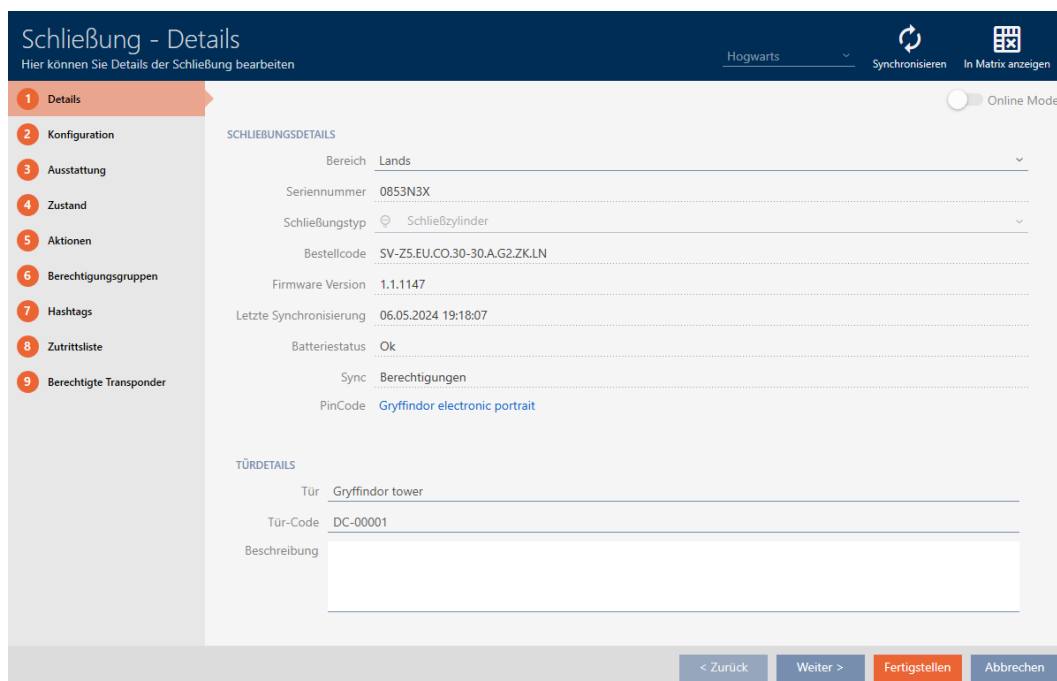 Schließung - Details
Hier können Sie Details der Schließung bearbeiten
Hogwarts
Synchronisieren
In Matrix anzeigen
1 Details
2 Konfiguration
3 Ausstattung
4 Zustand
5 Aktionen
6 Berechtigungsgruppen
7 Hashtags
8 Zutrittsliste
9 Berechtigte Transponder
Online Mode
SCHLIEßUNGSDETAILS
Bereich Lands
Seriennummer 0853N3X
Schließungstyp Schließzylinder
Bestellcode SV-Z5.EU.CO.30-30.A.G2.ZK.LN
Firmware Version 1.1.1147
Letzte Synchronisierung 06.05.2024 19:18:07
Batteriestatus Ok
Sync Berechtigungen
PinCode Gryffindor electronic portrait
TÜRDETAILS
Tür Gryffindor tower
Tür-Code DC-00001
Beschreibung
< Zurück
Weiter >
Fertigstellen
Abbrechen